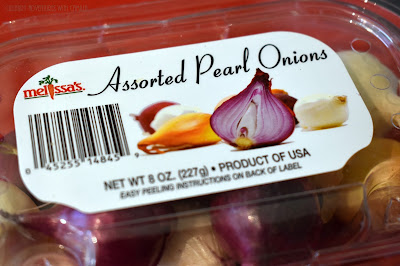 melissa's.
Assorted Pearl Onions
0 45255 14845 9
NET WT 8 OZ. (227g) • PRODUCT OF USA
EASY PEELING INSTRUCTIONS ON BACK OF LABEL